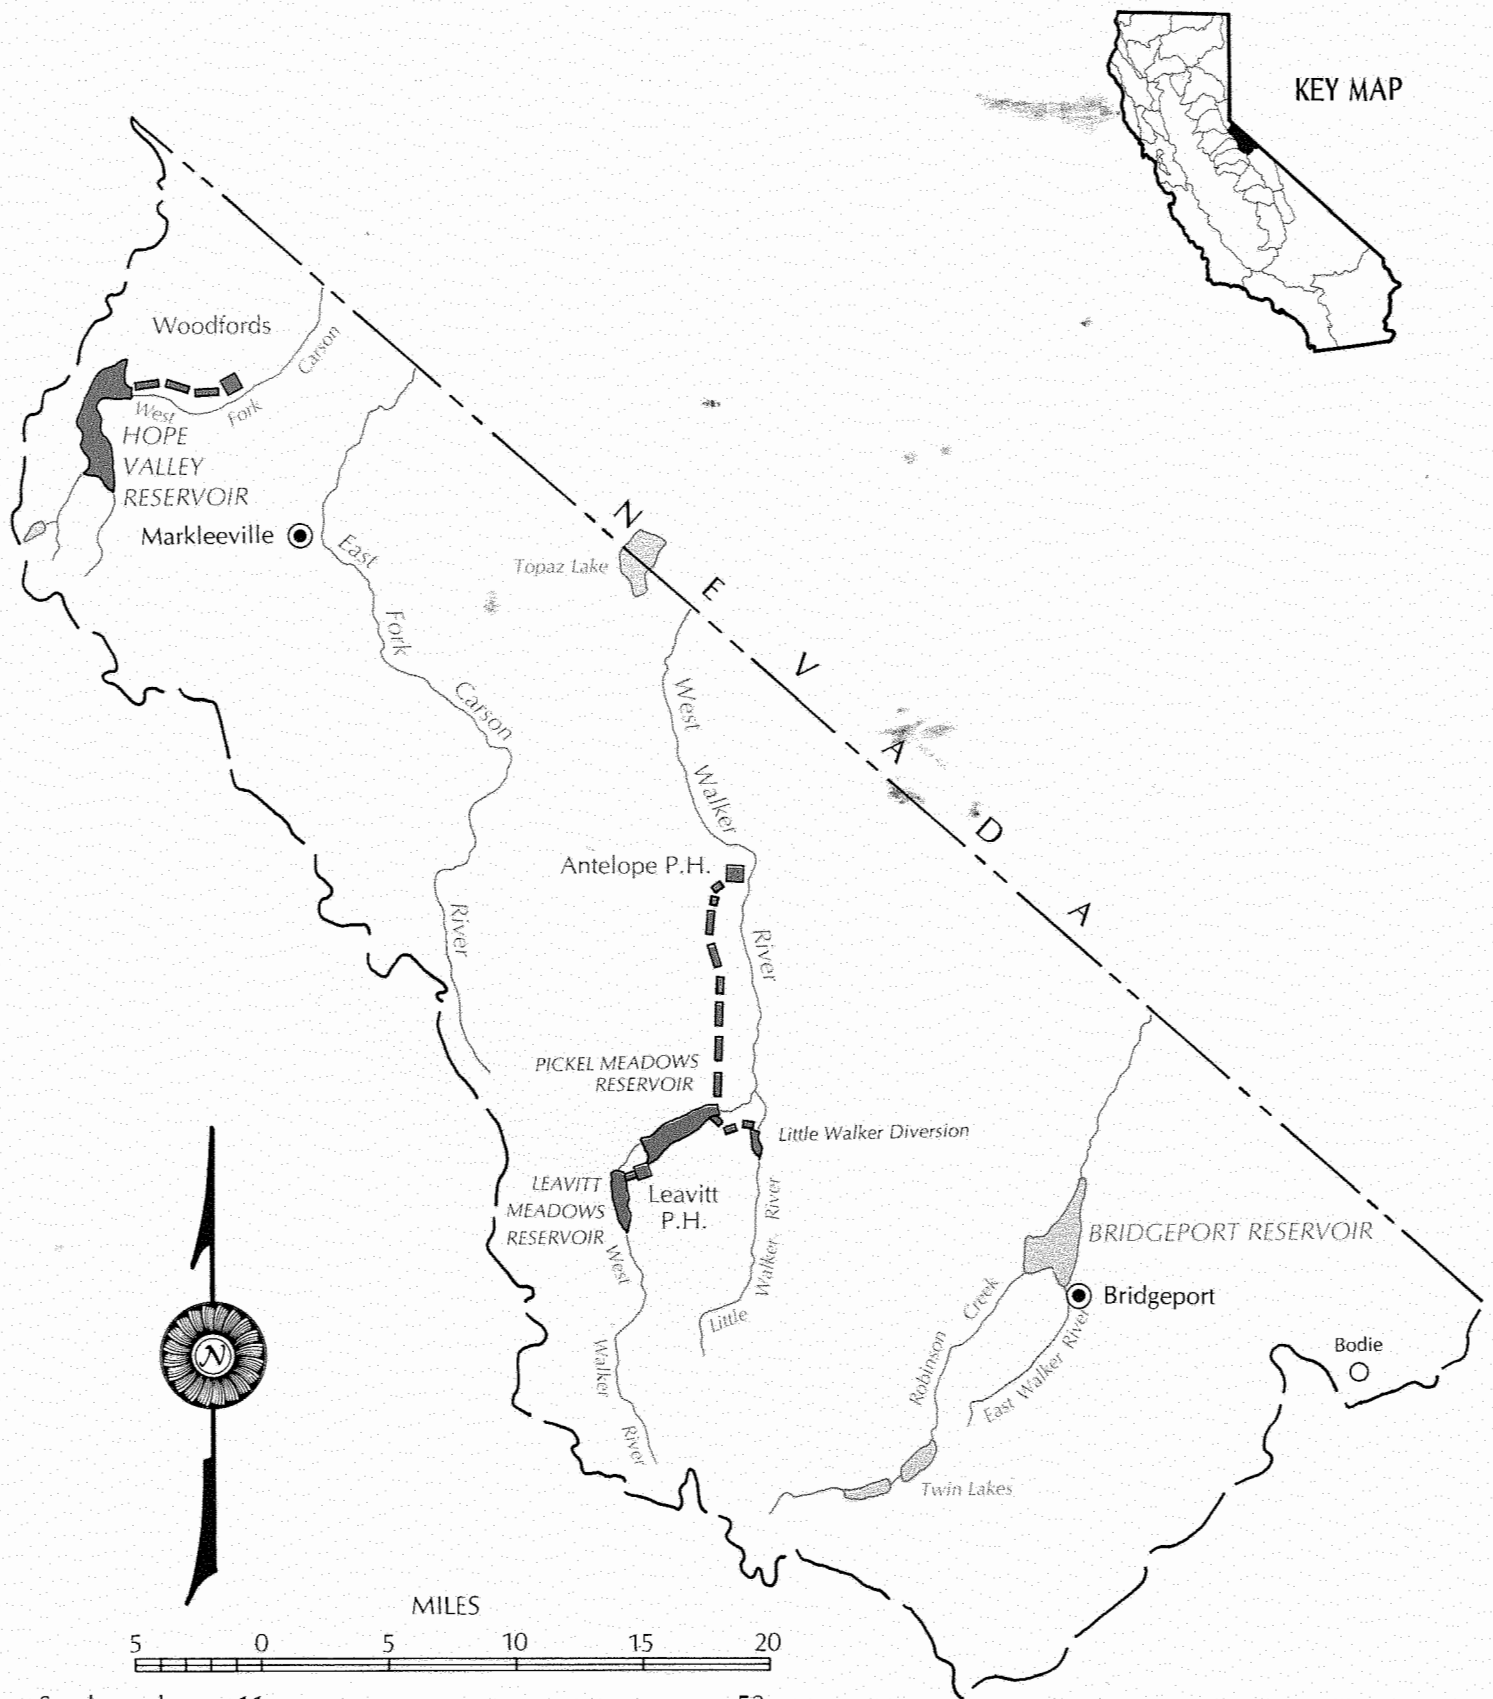 KEY MAP
Woodfords
Carson
West
Fork
HOPE
VALLEY
RESERVOIR
Markleeville
East
Fork
Carson
River
N
E
V
A
D
A
Topaz Lake
West
Walker
River
Antelope P.H.
PICKEL MEADOWS
RESERVOIR
Little Walker Diversion
LEAVITT
MEADOWS
RESERVOIR
Leavitt
P.H.
West
Walker
River
Little
Walker
River
BRIDGEPORT RESERVOIR
Bridgeport
Bodie
Robinson
Creek
East Walker River
Twin Lakes
N
MILES
5 0 5 10 15 20